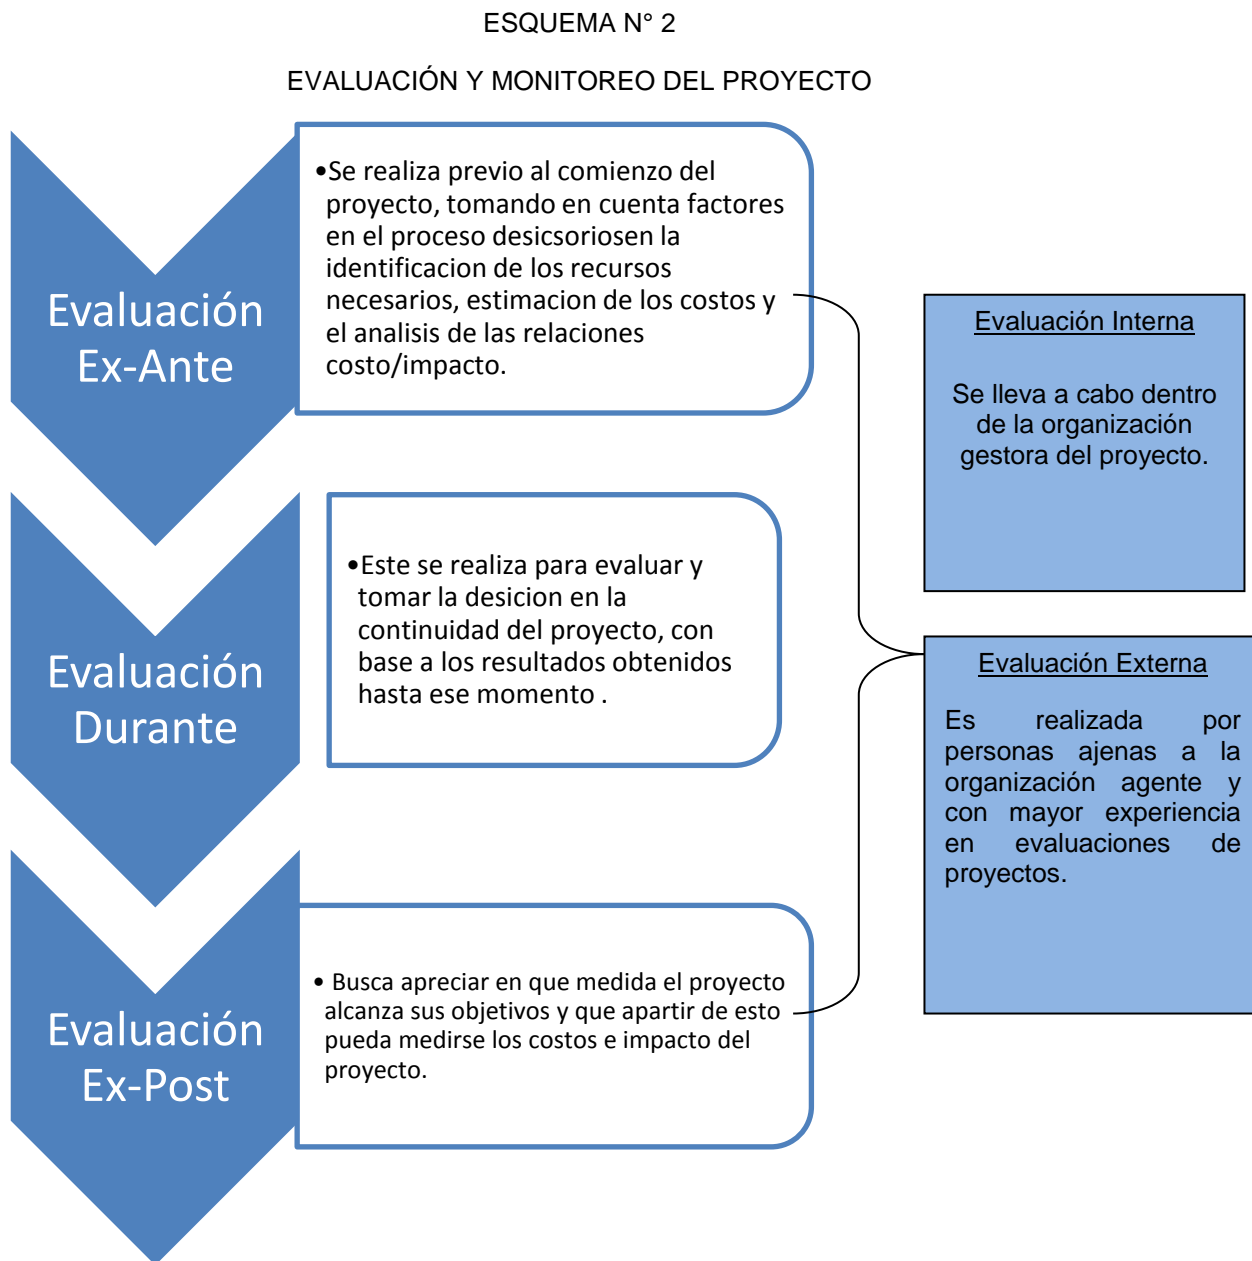 ESQUEMA N° 2
EVALUACIÓN Y MONITOREO DEL PROYECTO
Evaluación
Ex-Ante
•Se realiza previo al comienzo del
proyecto, tomando en cuenta factores
en el proceso desicsoriosen la
identificacion de los recursos
necesarios, estimacion de los costos y
el analisis de las relaciones
costo/impacto.
Evaluación
Durante
•Este se realiza para evaluar y
tomar la desicion en la
continuidad del proyecto, con
base a los resultados obtenidos
hasta ese momento .
Evaluación
Ex-Post
• Busca apreciar en que medida el proyecto
alcanza sus objetivos y que apartir de esto
pueda medirse los costos e impacto del
proyecto.
Evaluación Interna
Se lleva a cabo dentro
de la organización
gestora del proyecto.
Evaluación Externa
Es realizada por
personas ajenas a la
organización agente y
con mayor experiencia
en evaluaciones de
proyectos.